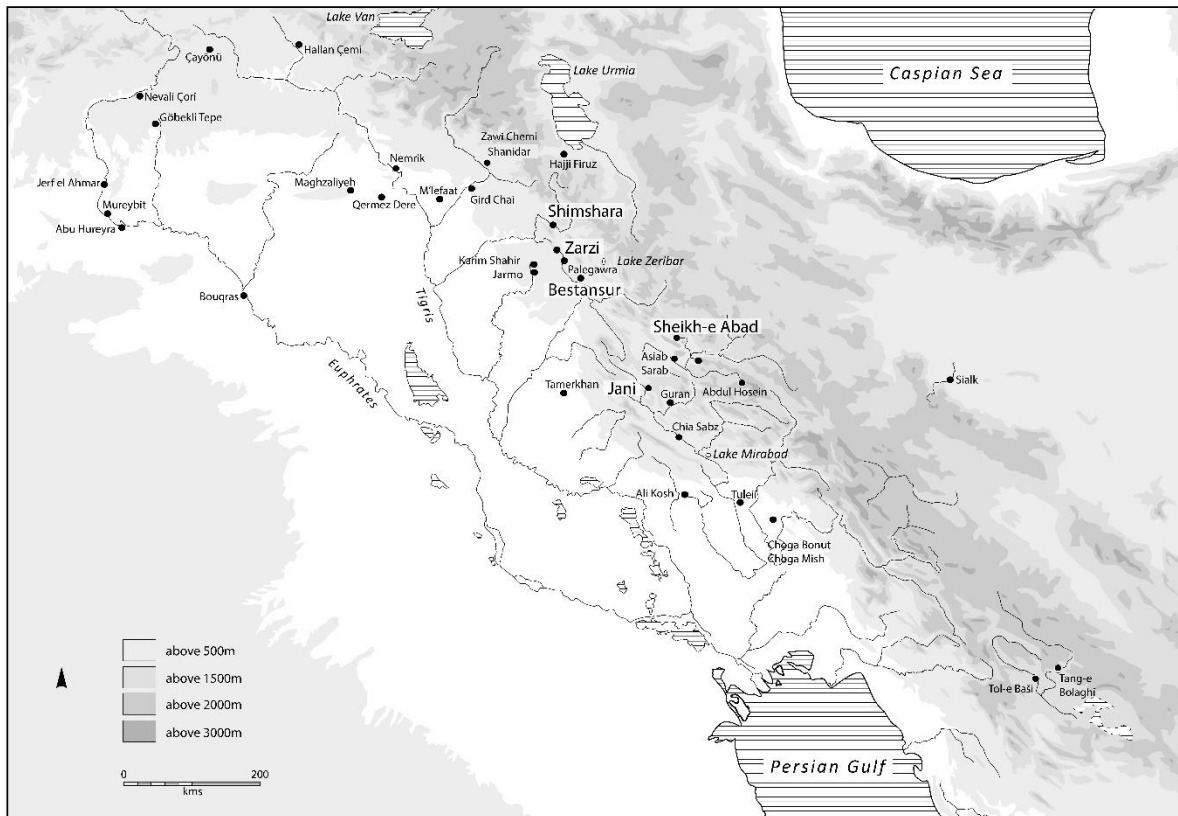 Lake Van
Caspian Sea
Hallan Çemi
Çayönü
Lake Urmia
Nevali Çori
Göbekli Tepe
Zawi Chemi
Shanidar
Hajji Firuz
Nemrik
Jerf el Ahmar
Maghzaliyeh
M'lefaat
Qermez Dere
Gird Chai
Mureybit
Shimshara
Abu Hureyra
Zarzi
Karim Shahir
Lake Zeribar
Jarmo
Palegawra
Bestansur
Bouqras
Tigris
Sheikh-e Abad
Euphrates
Asiab
Sarab
Sialk
Tamerkhan
Jani
Guran
Abdul Hosein
Chia Sabz
Lake Mirabad
Ali Kosh
Tuleii
Choga Bonut
Choga Mish
above 500m
above 1500m
above 2000m
above 3000m
Tang-e
Bolaghi
Tol-e Baši
Persian Gulf
0 200
kms